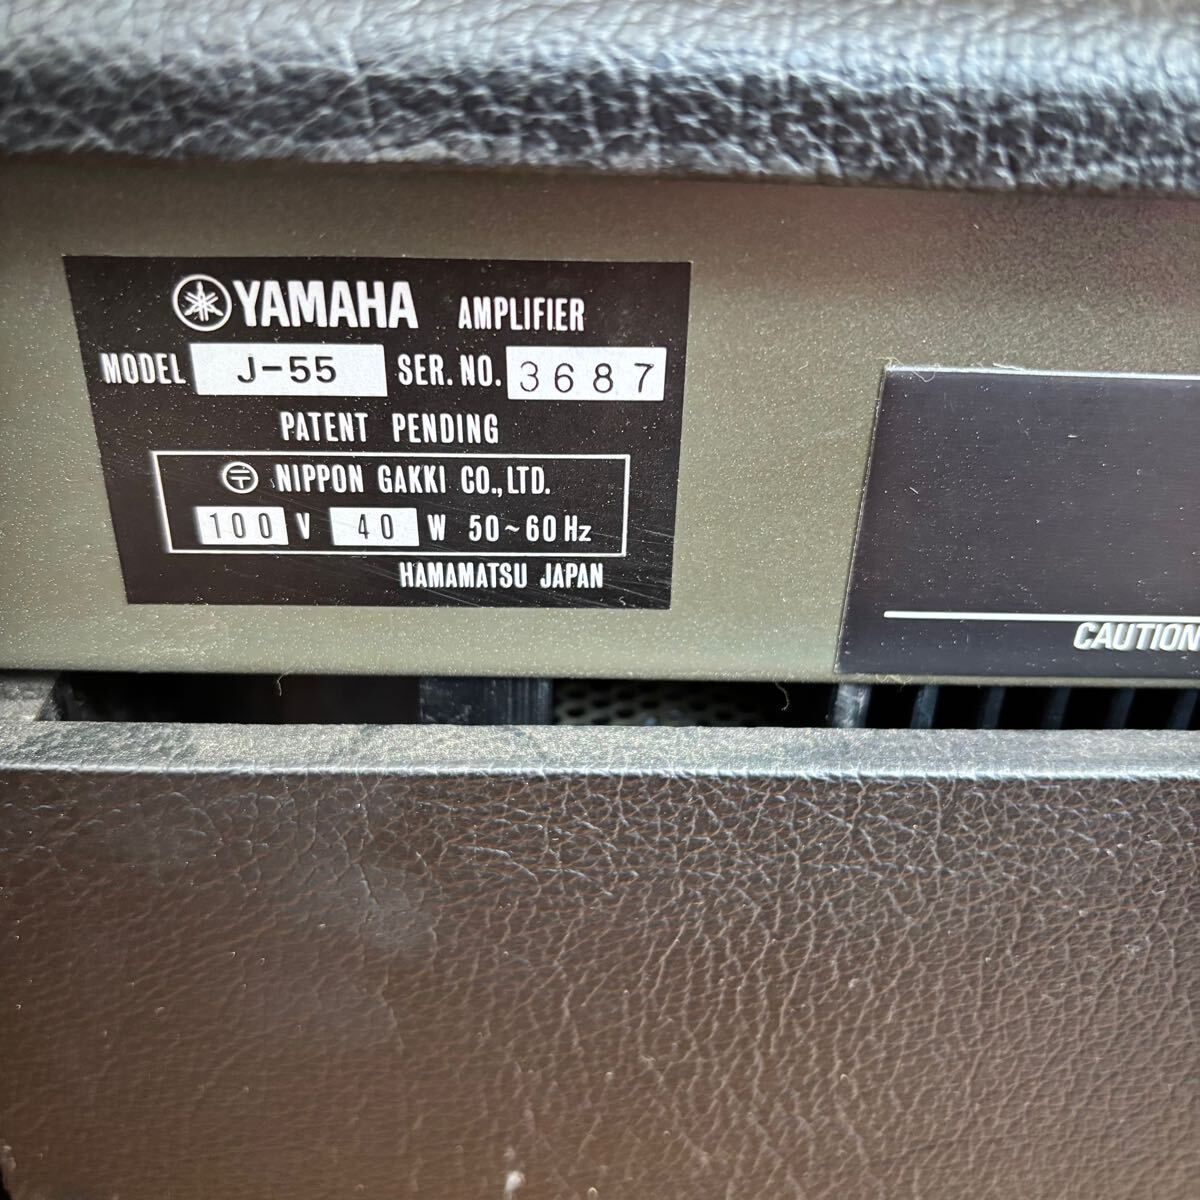 YAMAHA AMPLIFIER
MODEL J-55 SER. NO. 3687
PATENT PENDING
〒 NIPPON GAKKI CO., LTD.
100 V 40 W 50~60 Hz
HAMAMATSU JAPAN
CAUTION